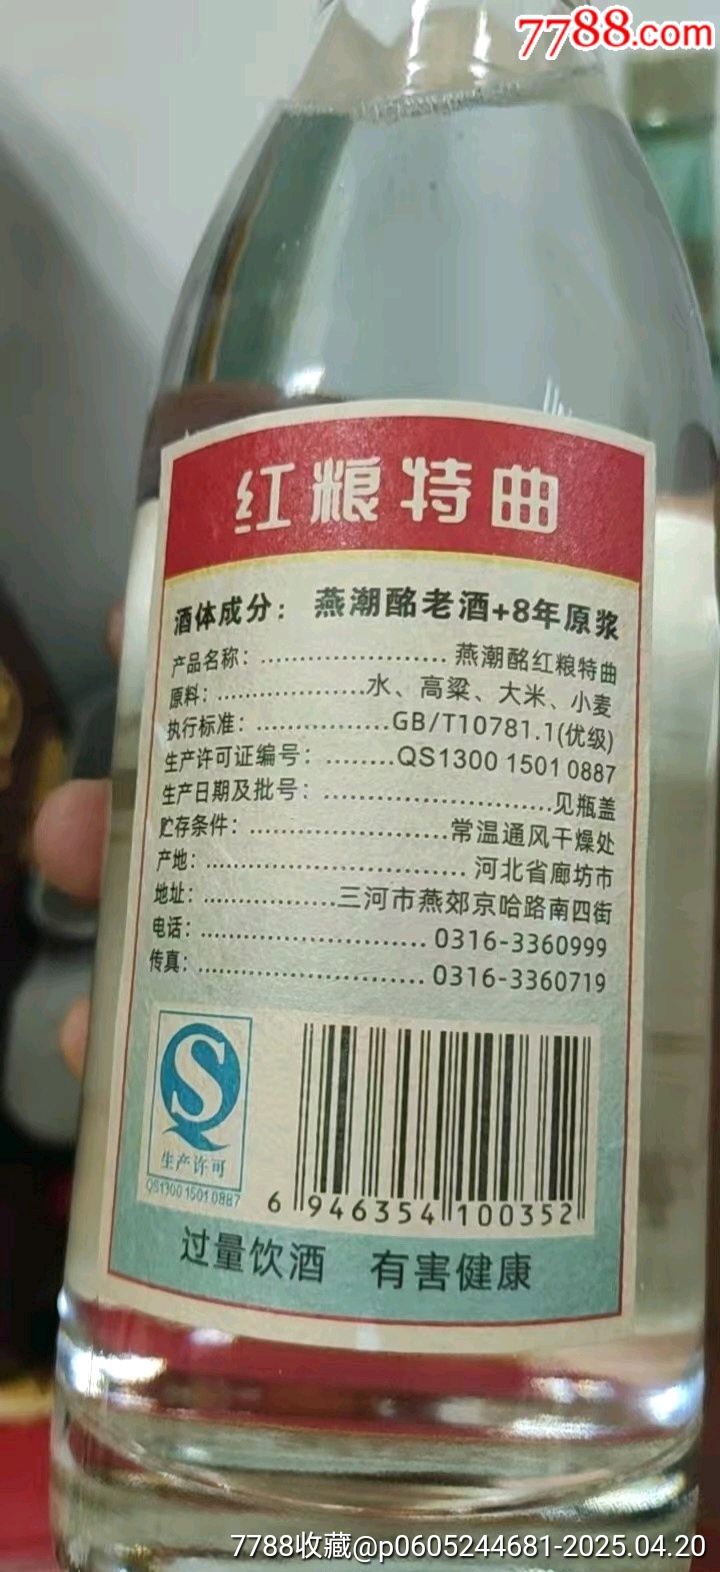 7788.com
红粮特曲
酒体成分：燕潮酩老酒+8年原浆
产品名称：........................燕潮酩红粮特曲
原料：...................水、高粱、大米、小麦
执行标准：.................GB/T10781.1(优级)
生产许可证编号：........QS1300 1501 0887
生产日期及批号：.............................见瓶盖
贮存条件：.........................常温通风干燥处
产地：.................................河北省廊坊市
地址：.................三河市燕郊京哈路南四街
电话：............................. 0316-3360999
传真：............................. 0316-3360719
生产许可
QS1300 1501 0887
6 946354 100352
过量饮酒 有害健康
7788收藏@p0605244681-2025.04.20